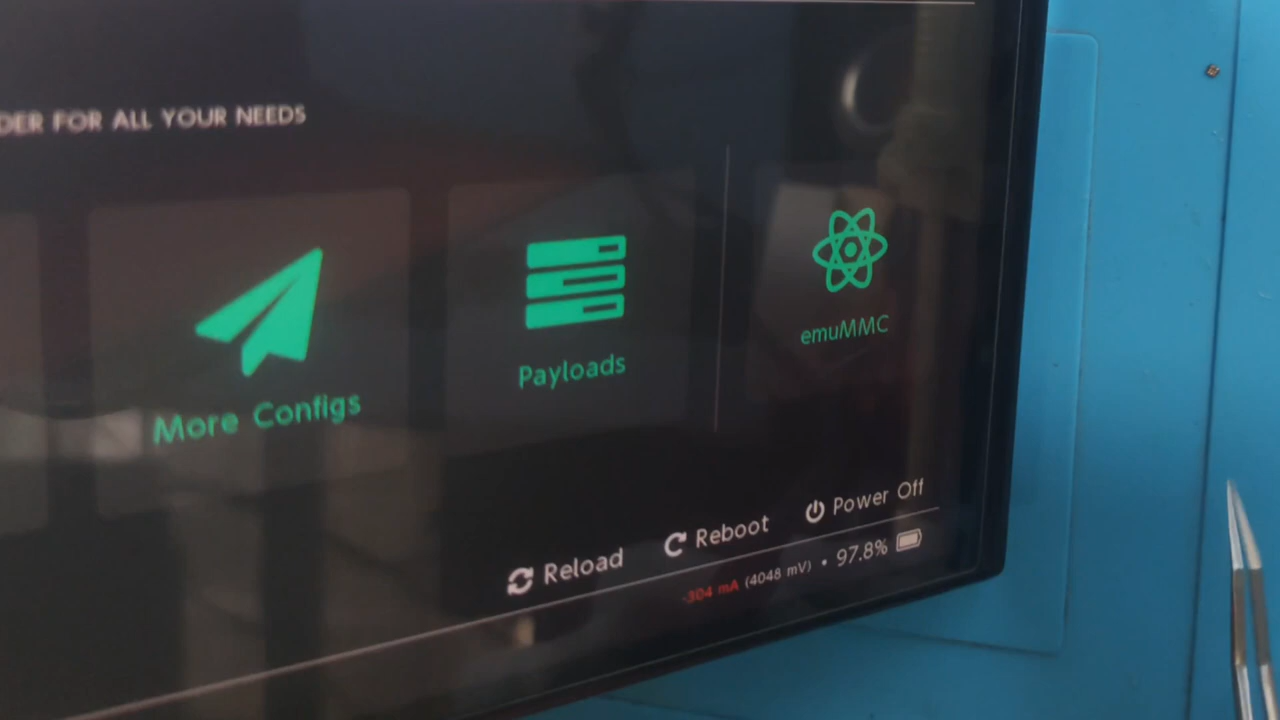 DER FOR ALL YOUR NEEDS
More Configs
Payloads
emuMMC
Reload
Reboot
Power Off
-304 mA (4048 mV) • 97.8%